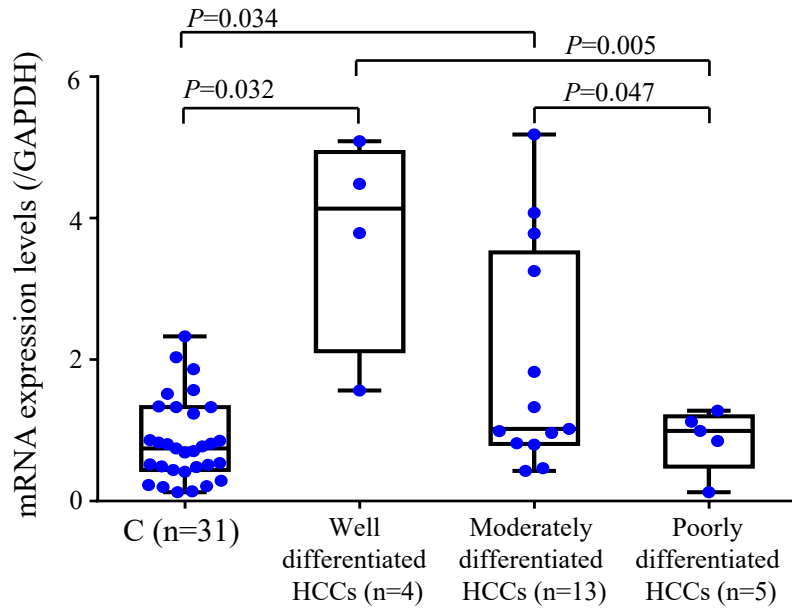 P=0.034
P=0.005
P=0.032
P=0.047
mRNA expression levels (/GAPDH)
6
4
2
0
C (n=31)
Well
differentiated
HCCs (n=4)
Moderately
differentiated
HCCs (n=13)
Poorly
differentiated
HCCs (n=5)